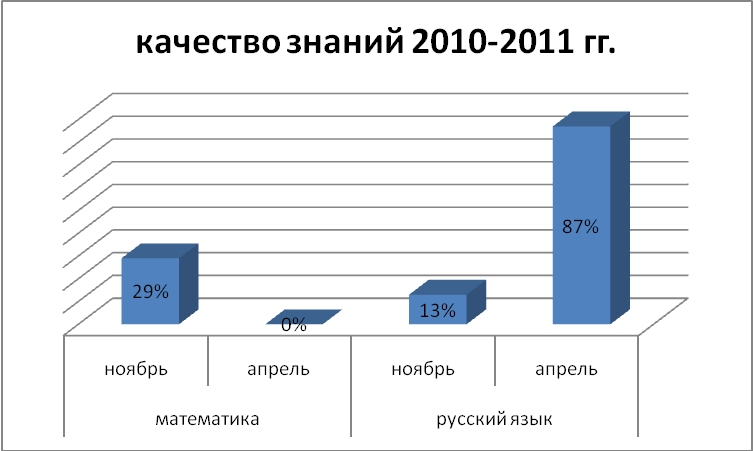 качество знаний 2010-2011 гг.
87%
29%
13%
0%
ноябрь апрель ноябрь апрель
математика русский язык